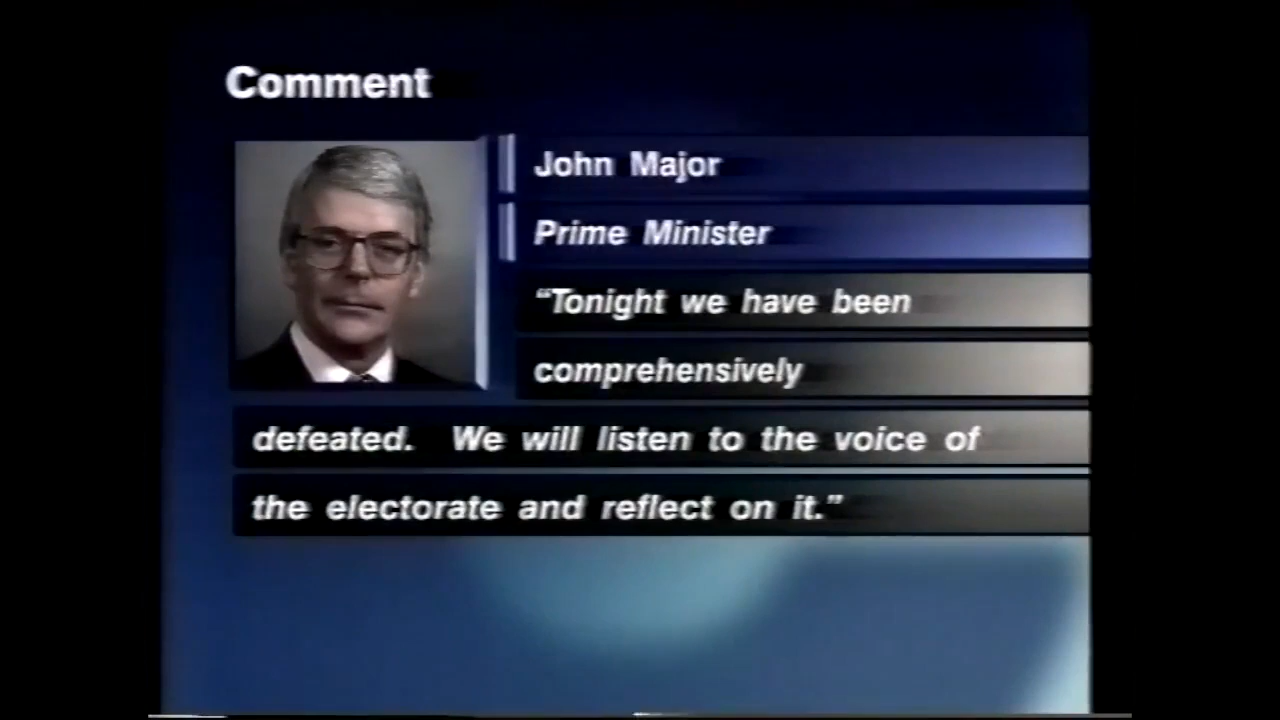 Comment
John Major
Prime Minister
“Tonight we have been
comprehensively
defeated. We will listen to the voice of
the electorate and reflect on it.”